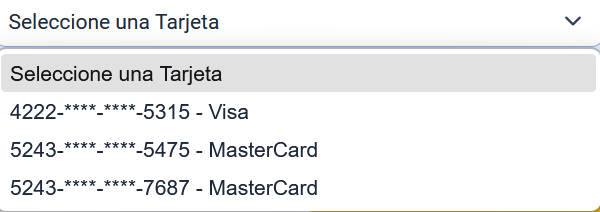 Seleccione una Tarjeta
Seleccione una Tarjeta
4222-****-****-5315 - Visa
5243-****-****-5475 - MasterCard
5243-****-****-7687 - MasterCard